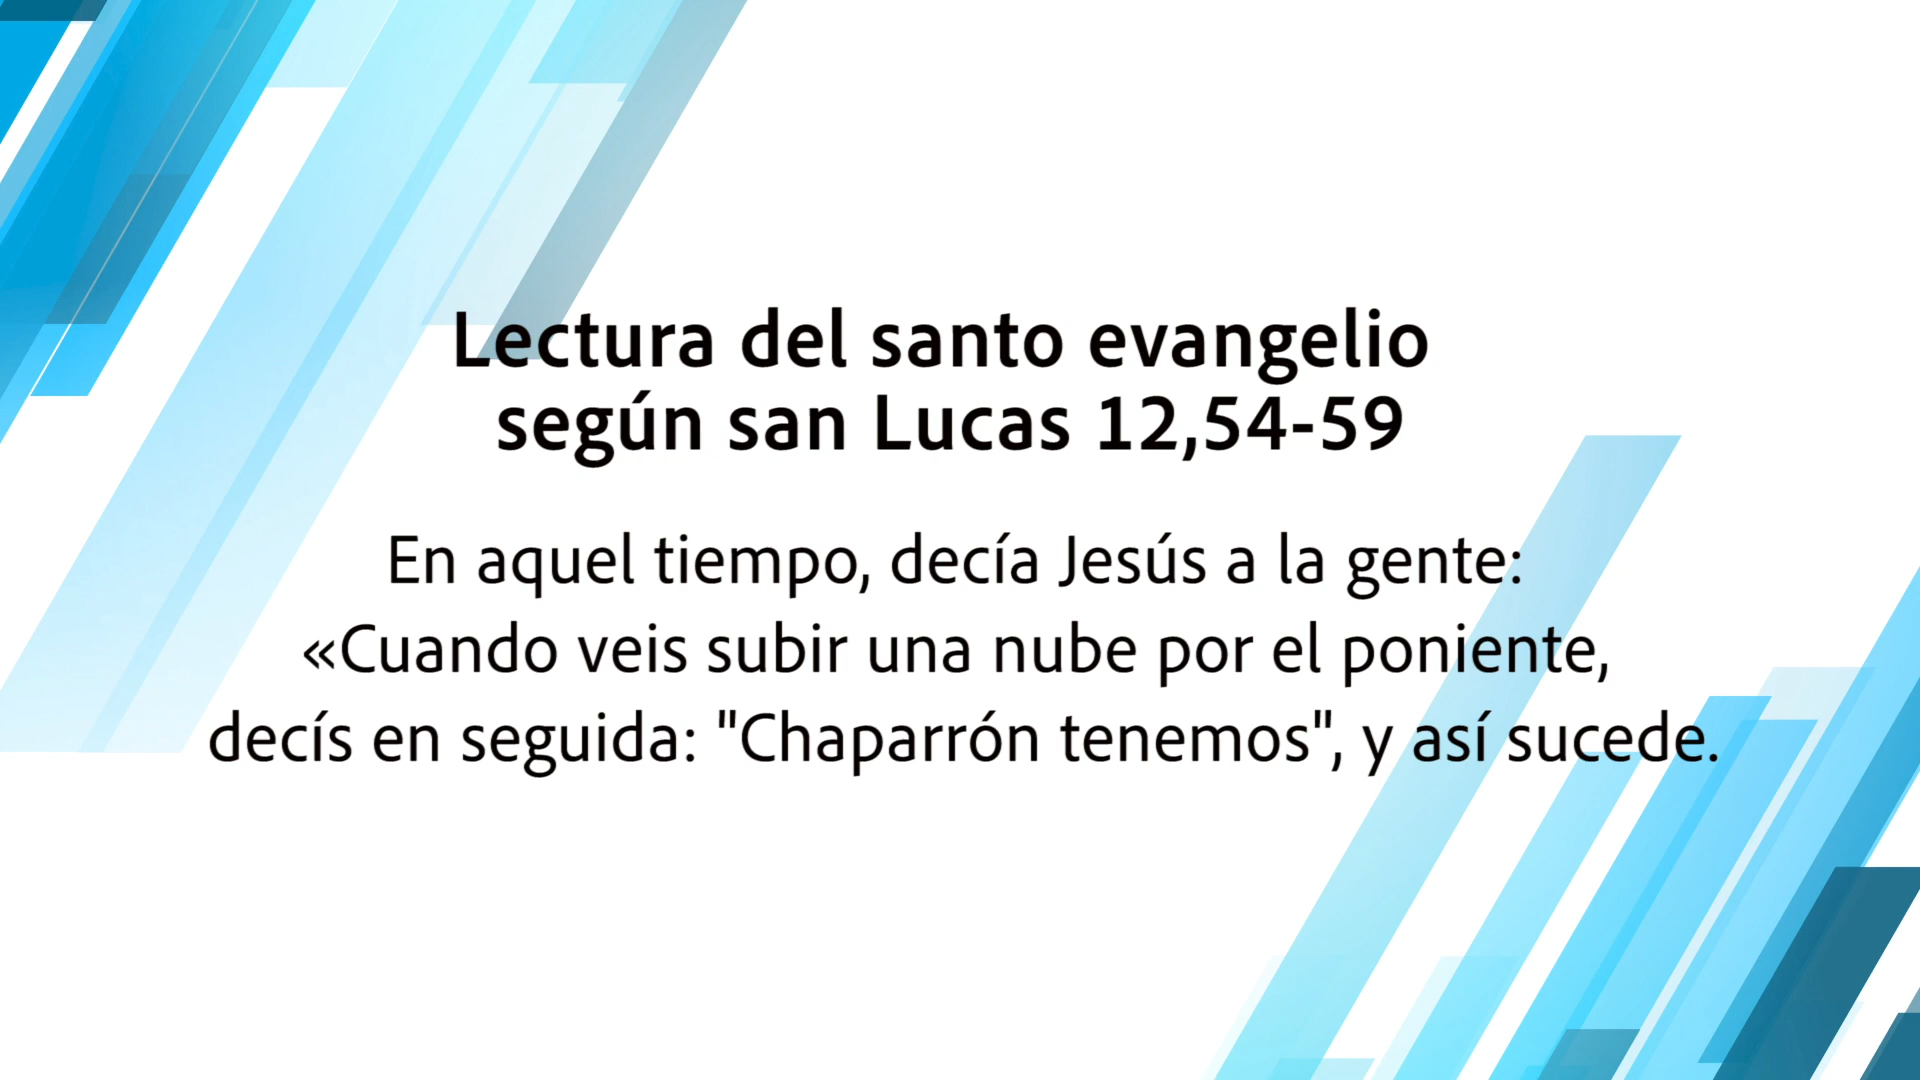 Lectura del santo evangelio
según san Lucas 12,54-59
En aquel tiempo, decía Jesús a la gente:
«Cuando veis subir una nube por el poniente,
decís en seguida: "Chaparrón tenemos", y así sucede.